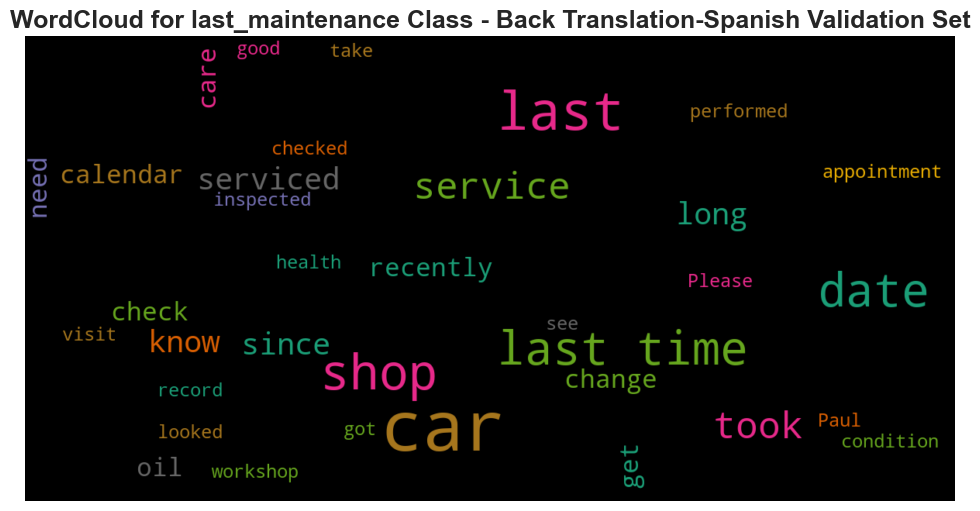 WordCloud for last_maintenance Class - Back Translation-Spanish Validation Set
good
take
care
last
performed
checked
need
calendar
serviced
service
appointment
inspected
long
health
recently
Please
date
check
visit
know
since
see
last time
shop
change
record
car
took
Paul
looked
got
condition
oil
workshop
get